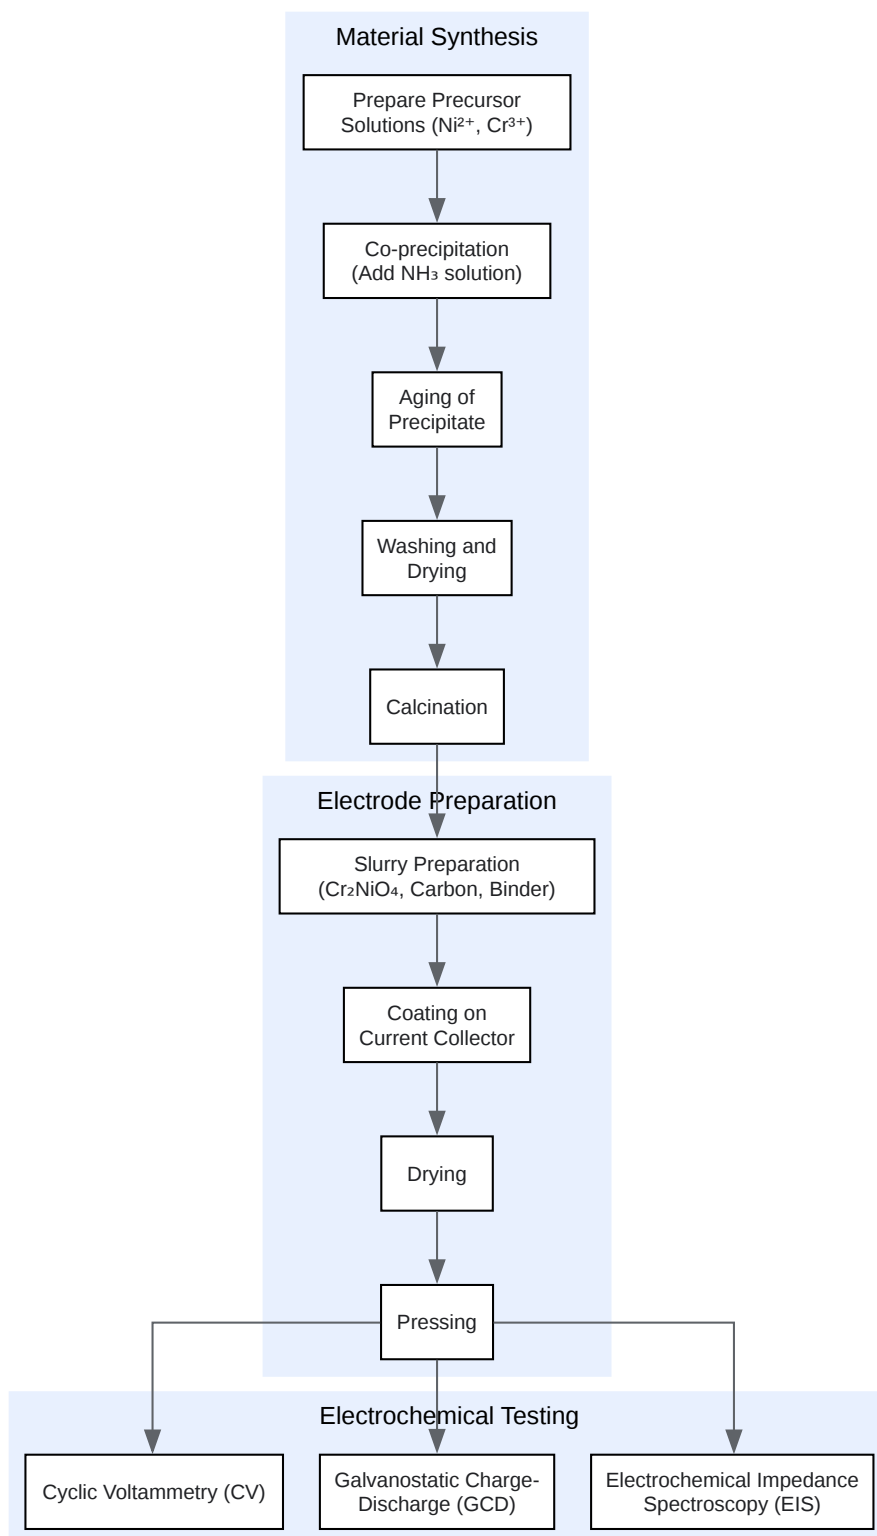 Material Synthesis
Prepare Precursor
Solutions (Ni²⁺, Cr³⁺)
Co-precipitation
(Add NH₃ solution)
Aging of
Precipitate
Washing and
Drying
Calcination
Electrode Preparation
Slurry Preparation
(Cr₂NiO₄, Carbon, Binder)
Coating on
Current Collector
Drying
Pressing
Electrochemical Testing
Cyclic Voltammetry (CV)
Galvanostatic Charge-
Discharge (GCD)
Electrochemical Impedance
Spectroscopy (EIS)